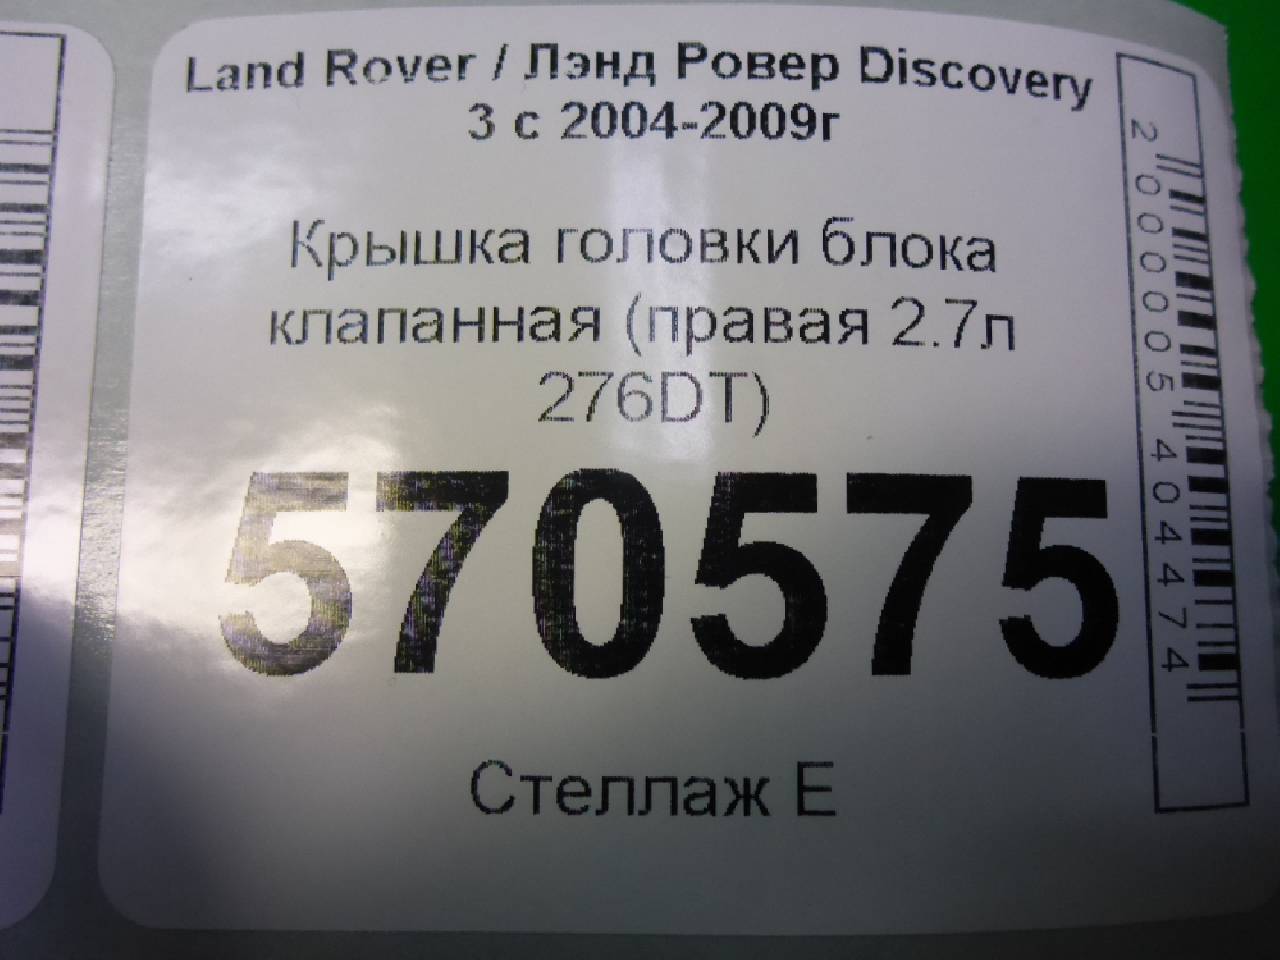 Land Rover / Лэнд Ровер Discovery
3 с 2004-2009г
Крышка головки блока
клапанная (правая 2.7л
276DT)
570575
Стеллаж Е
2000005404474